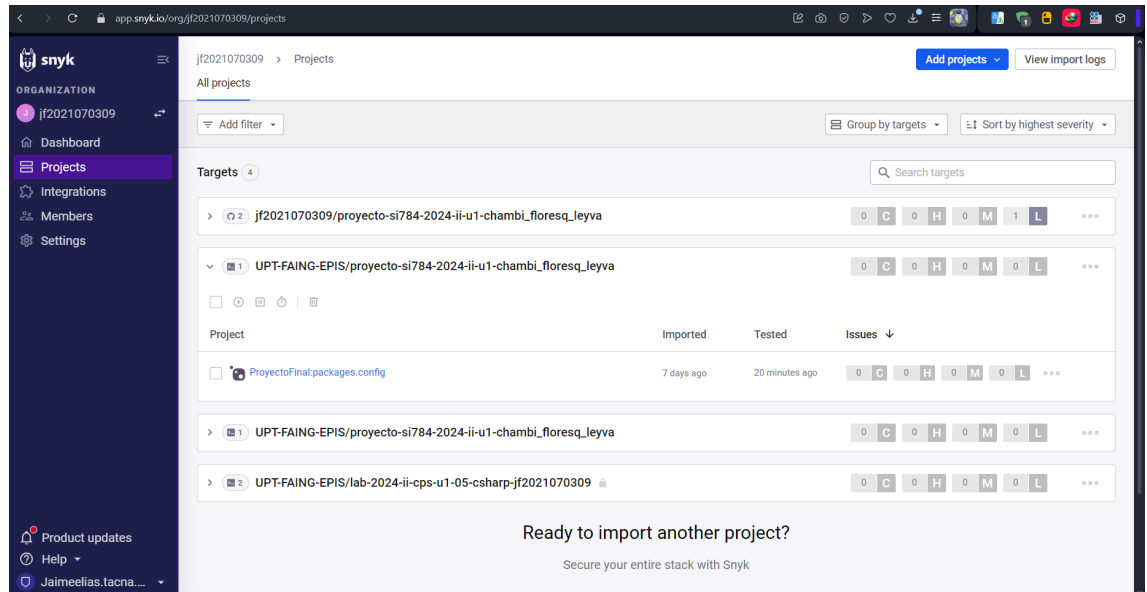 app.snyk.io/org/jf2021070309/projects
snyk
ORGANIZATION
J jf2021070309
Dashboard
Projects
Integrations
Members
Settings
Product updates
Help
Jaimeelias.tacna....
jf2021070309 > Projects
Add projects
View import logs
All projects
Add filter
Group by targets
Sort by highest severity
Targets 4
Search targets
2 jf2021070309/proyecto-si784-2024-ii-u1-chambi_floresq_leyva 0 C 0 H 0 M 1 L
1 UPT-FAING-EPIS/proyecto-si784-2024-ii-u1-chambi_floresq_leyva 0 C 0 H 0 M 0 L
Project Imported Tested Issues
ProyectoFinal:packages.config 7 days ago 20 minutes ago 0 C 0 H 0 M 0 L
1 UPT-FAING-EPIS/proyecto-si784-2024-ii-u1-chambi_floresq_leyva 0 C 0 H 0 M 0 L
2 UPT-FAING-EPIS/lab-2024-ii-cps-u1-05-csharp-jf2021070309 0 C 0 H 0 M 0 L
Ready to import another project?
Secure your entire stack with Snyk